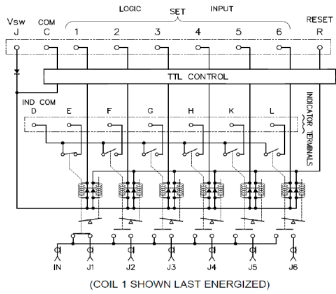 LOGIC SET INPUT
Vsw COM RESET
J C 1 2 3 4 5 6 R
TTL CONTROL
IND COM
D E F G H K L
INDICATOR TERMINALS
IN J1 J2 J3 J4 J5 J6
(COIL 1 SHOWN LAST ENERGIZED)